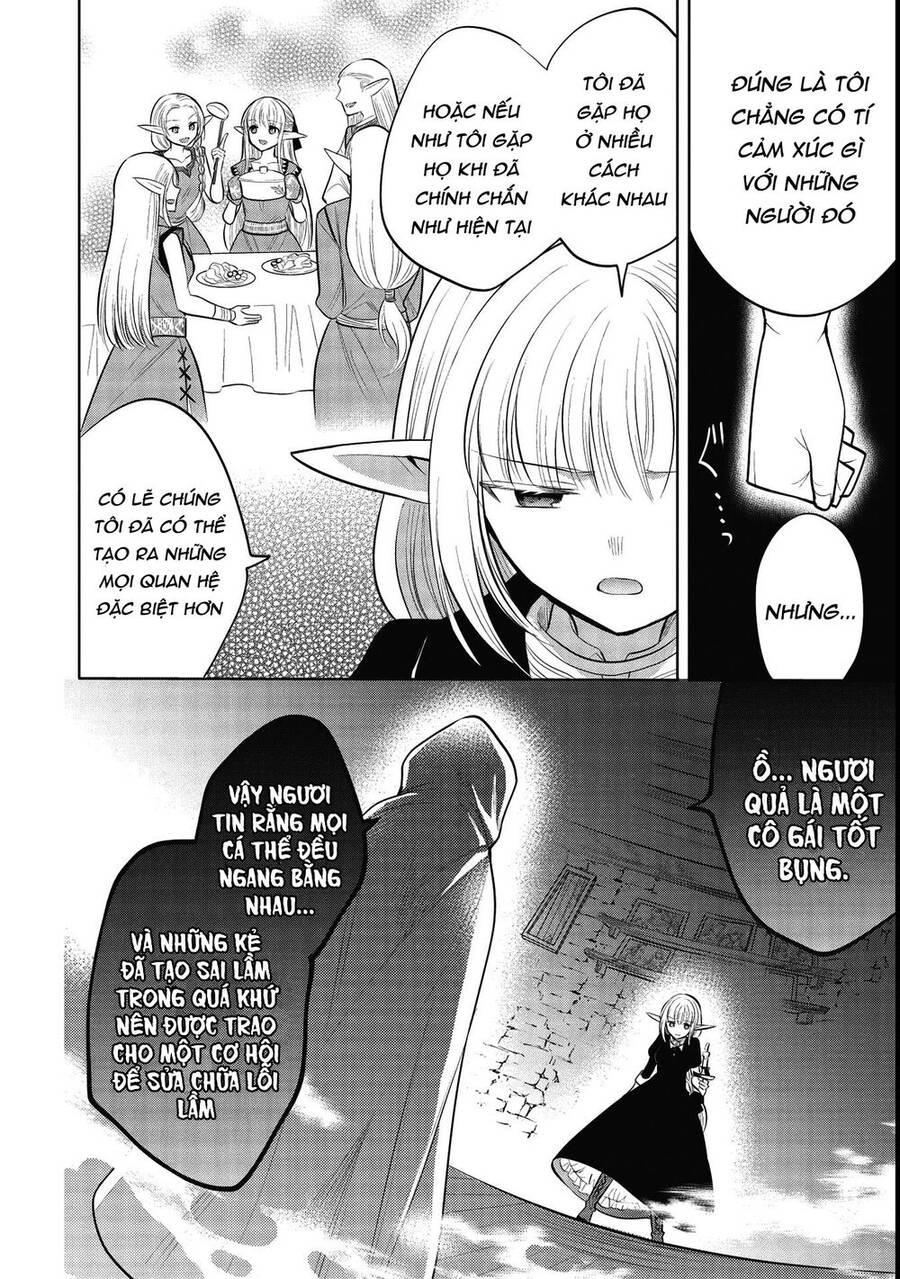 ĐÚNG LÀ TÔI
CHẲNG CÓ TÍ
CẢM XÚC GÌ
VỚI NHỮNG
NGƯỜI ĐÓ
NHƯNG...
TÔI ĐÃ
GẶP HỌ
Ở NHIỀU
CÁCH
KHÁC NHAU
HOẶC NẾU
NHƯ TÔI GẶP
HỌ KHI ĐÃ
CHÍNH CHẮN
NHƯ HIỆN TẠI
CÓ LẼ CHÚNG
TÔI ĐÃ CÓ THỂ
TẠO RA NHỮNG
MỌI QUAN HỆ
ĐẶC BIỆT HƠN
Ồ... NGƯƠI
QUẢ LÀ MỘT
CÔ GÁI TỐT
BỤNG.
VẬY NGƯƠI
TIN RẰNG MỌI
CÁ THỂ ĐỀU
NGANG BẰNG
NHAU...
VÀ NHỮNG KẺ
ĐÃ TẠO SAI LẦM
TRONG QUÁ KHỨ
NÊN ĐƯỢC TRAO
CHO MỘT CƠ HỘI
ĐỂ SỬA CHỮA LỖI
LẦM